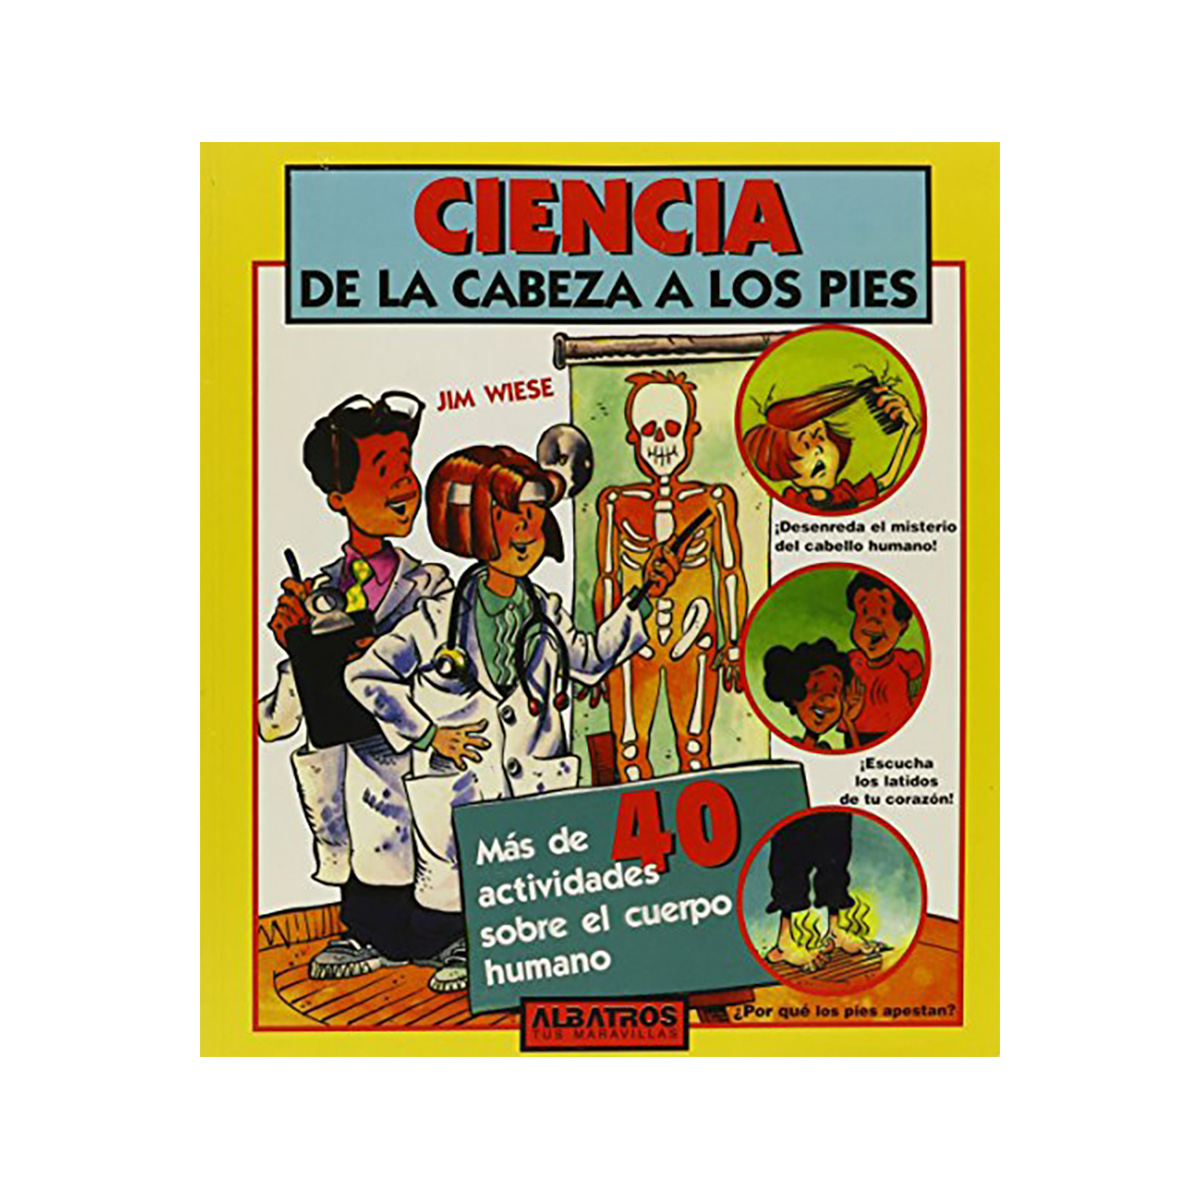 CIENCIA
DE LA CABEZA A LOS PIES
JIM WIESE
¡Desenreda el misterio
del cabello humano!
¡Escucha
los latidos
de tu corazón!
Más de 40
actividades
sobre el cuerpo
humano
¿Por qué los pies apestan?
ALBATROS
TUS MARAVILLAS